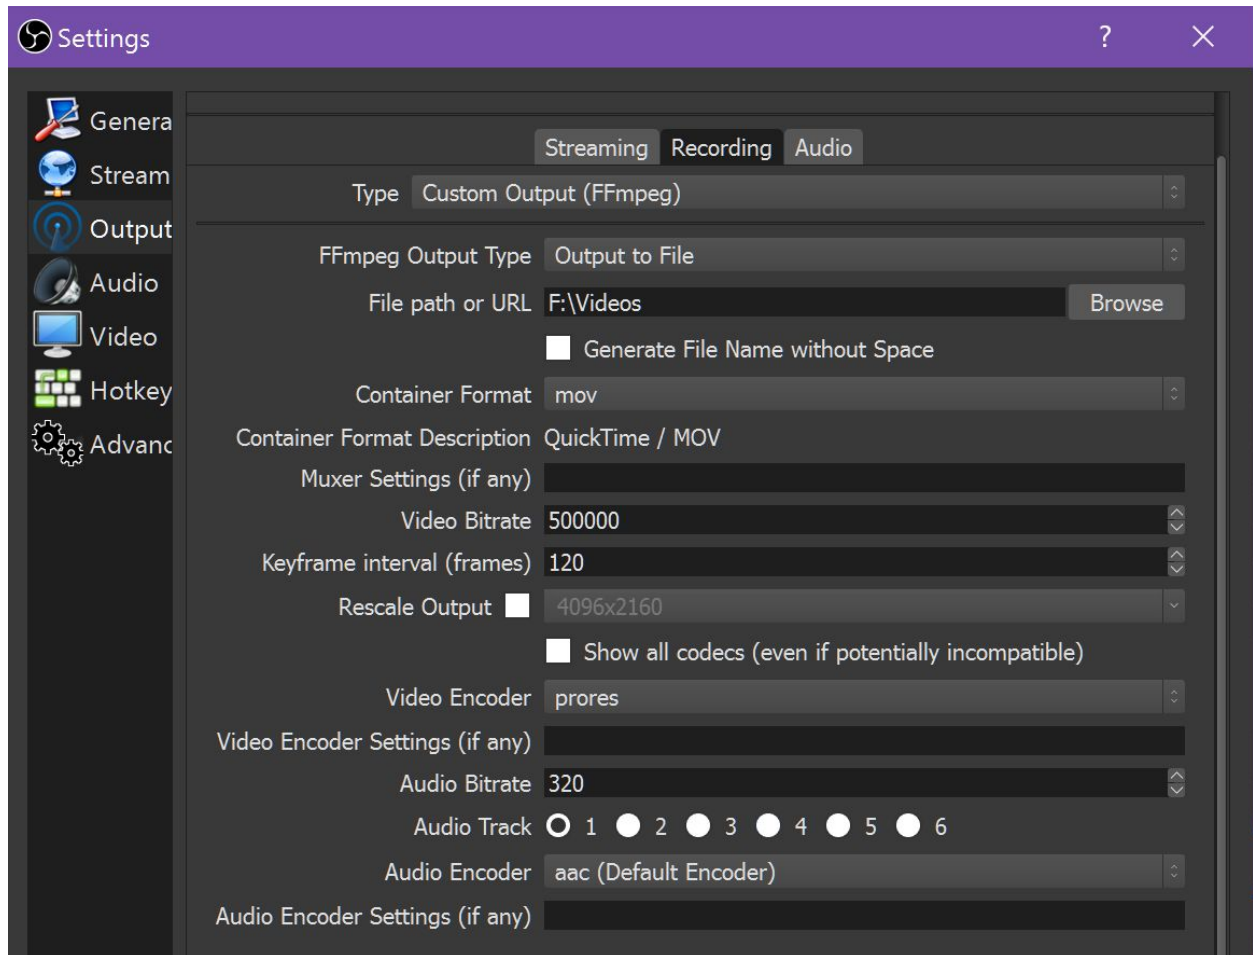 Settings ?
Genera
Stream
Output
Audio
Video
Hotkey
Advanc
Streaming Recording Audio
Type Custom Output (FFmpeg)
FFmpeg Output Type Output to File
File path or URL F:\Videos Browse
Generate File Name without Space
Container Format mov
Container Format Description QuickTime / MOV
Muxer Settings (if any)
Video Bitrate 500000
Keyframe interval (frames) 120
Rescale Output 4096x2160
Show all codecs (even if potentially incompatible)
Video Encoder prores
Video Encoder Settings (if any)
Audio Bitrate 320
Audio Track 1 2 3 4 5 6
Audio Encoder aac (Default Encoder)
Audio Encoder Settings (if any)